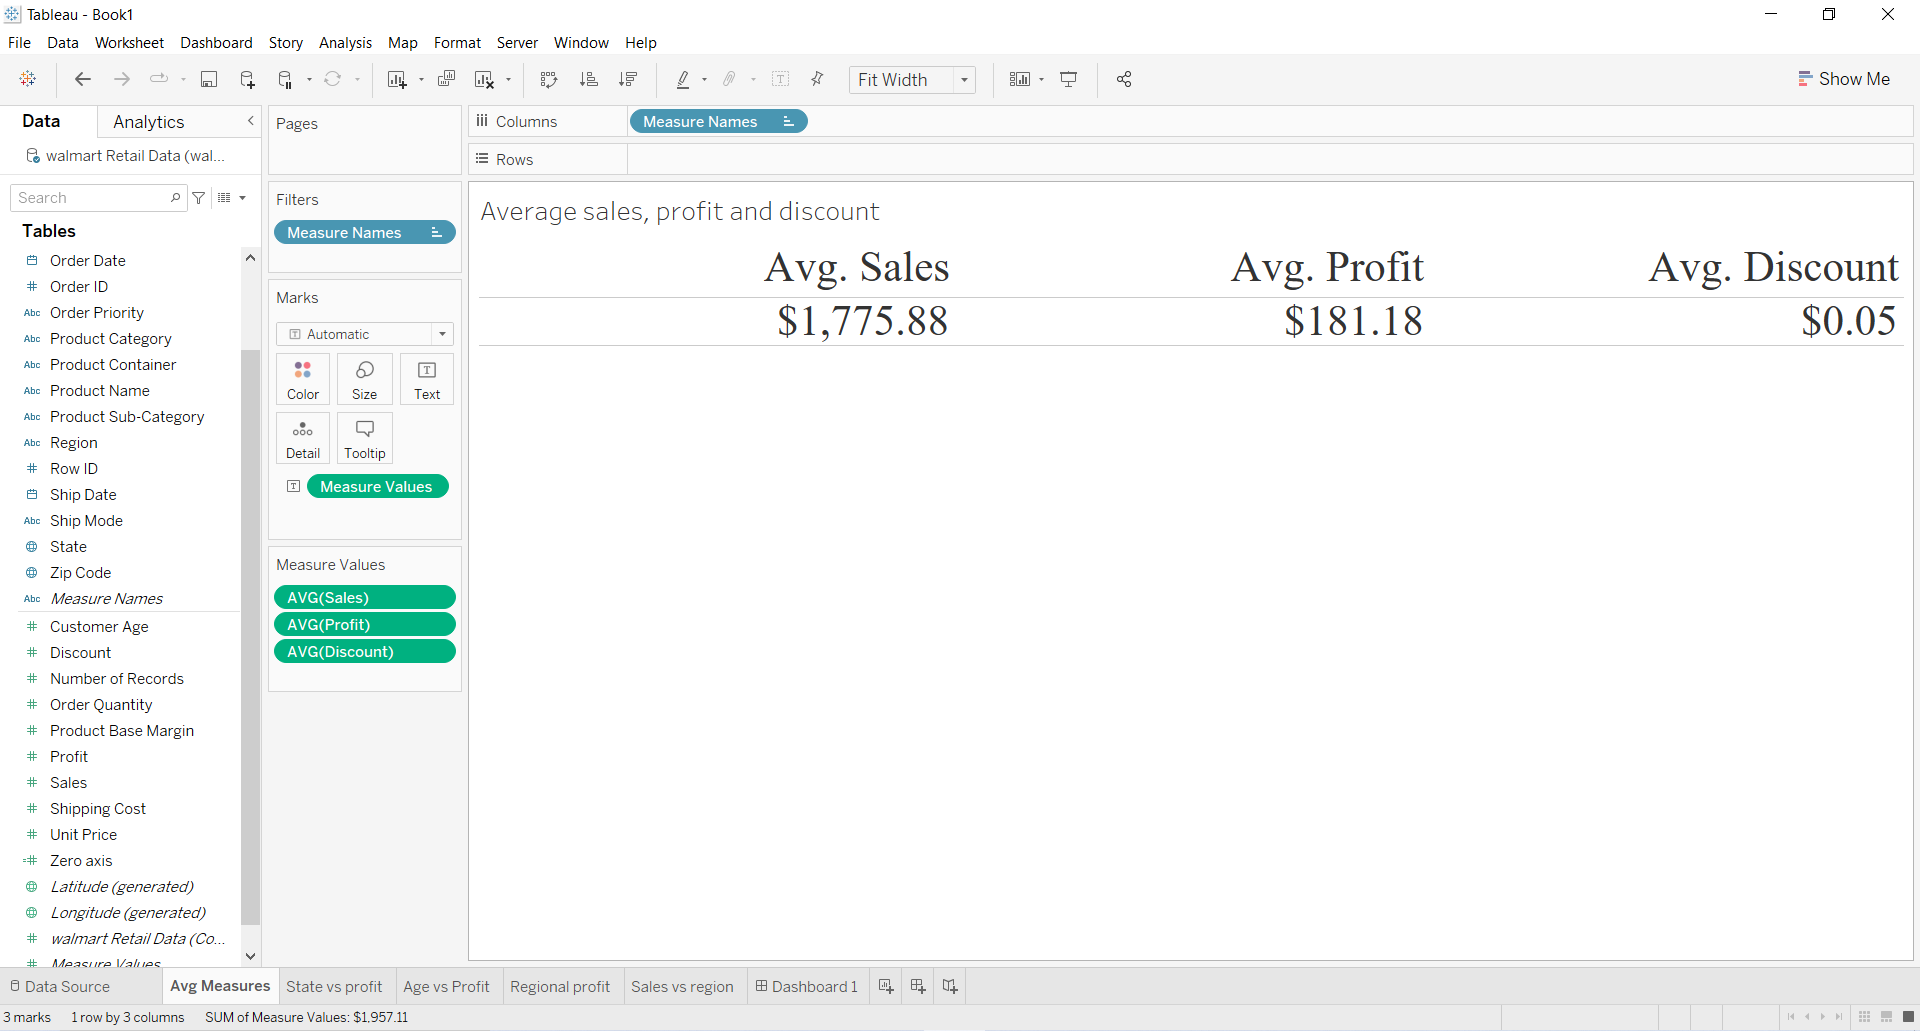 Tableau - Book1
File Data Worksheet Dashboard Story Analysis Map Format Server Window Help
Fit Width
Show Me
Data Analytics
walmart Retail Data (wal...
Search
Tables
Order Date
# Order ID
Abc Order Priority
Abc Product Category
Abc Product Container
Abc Product Name
Abc Product Sub-Category
Abc Region
# Row ID
Ship Date
Abc Ship Mode
State
Zip Code
Abc Measure Names
# Customer Age
# Discount
# Number of Records
# Order Quantity
# Product Base Margin
# Profit
# Sales
# Shipping Cost
# Unit Price
=# Zero axis
Latitude (generated)
Longitude (generated)
# walmart Retail Data (Co...
# Measure Values
Pages
Filters
Measure Names
Marks
T Automatic
Color Size T Text
Detail Tooltip
T Measure Values
Measure Values
AVG(Sales)
AVG(Profit)
AVG(Discount)
Columns Measure Names
Rows
Average sales, profit and discount
Avg. Sales Avg. Profit Avg. Discount
$1,775.88 $181.18 $0.05
Data Source Avg Measures State vs profit Age vs Profit Regional profit Sales vs region Dashboard 1
3 marks 1 row by 3 columns SUM of Measure Values: $1,957.11